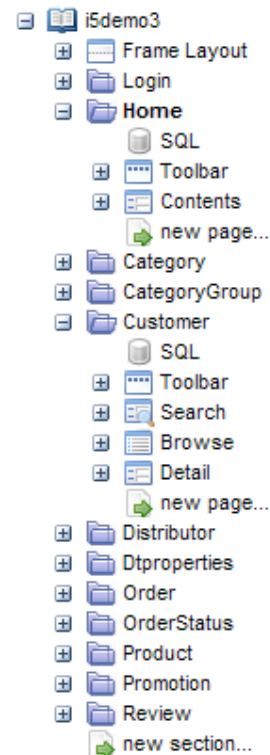 i5demo3
Frame Layout
Login
Home
SQL
Toolbar
Contents
new page...
Category
CategoryGroup
Customer
SQL
Toolbar
Search
Browse
Detail
new page...
Distributor
Dtproperties
Order
OrderStatus
Product
Promotion
Review
new section...